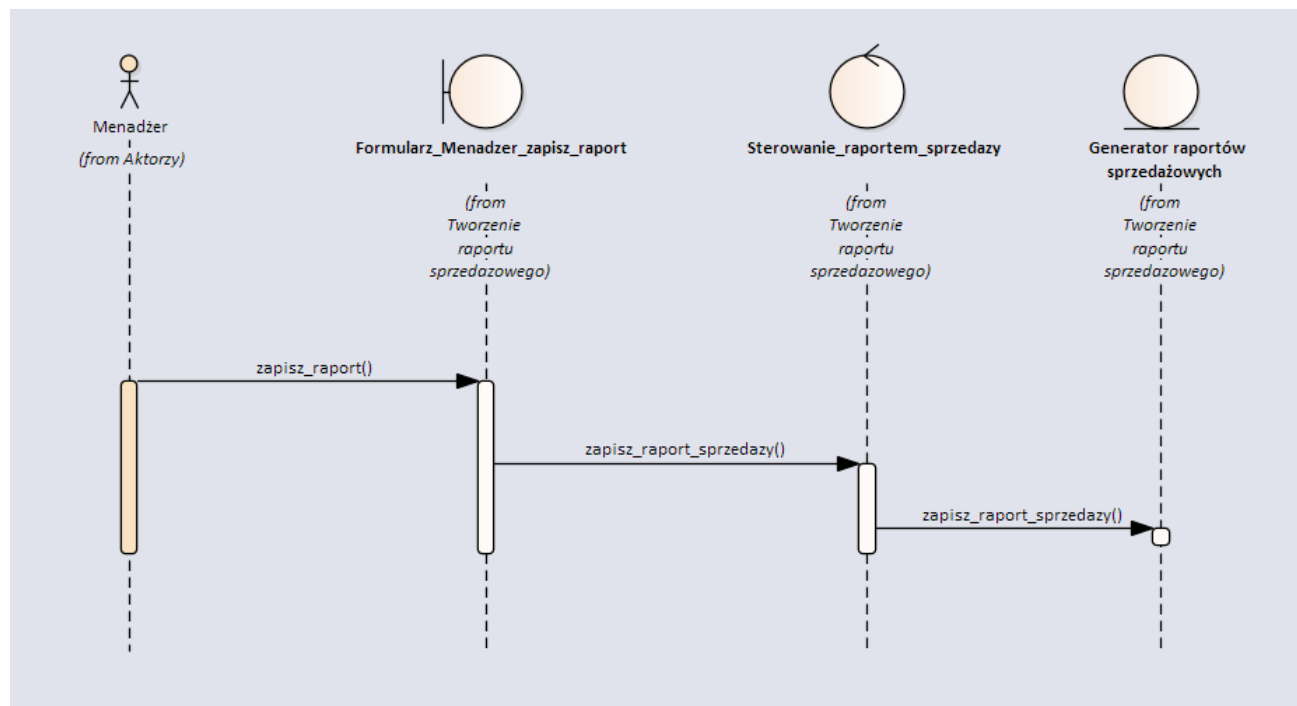 Menadżer
(from Aktorzy)
Formularz_Menadzer_zapisz_raport
(from
Tworzenie
raportu
sprzedazowego)
Sterowanie_raportem_sprzedazy
(from
Tworzenie
raportu
sprzedazowego)
Generator raportów
sprzedażowych
(from
Tworzenie
raportu
sprzedazowego)
zapisz_raport()
zapisz_raport_sprzedazy()
zapisz_raport_sprzedazy()